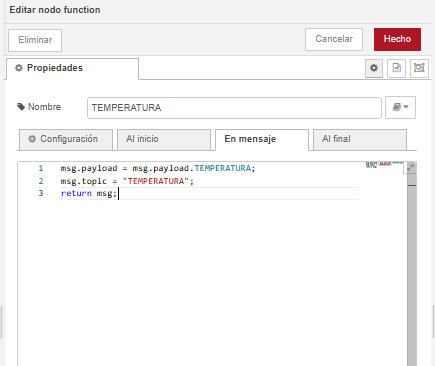 Editar nodo function
Eliminar
Cancelar
Hecho
Propiedades
Nombre
TEMPERATURA
Configuración
Al inicio
En mensaje
Al final
1 msg.payload = msg.payload.TEMPERATURA;
2 msg.topic = "TEMPERATURA";
3 return msg;